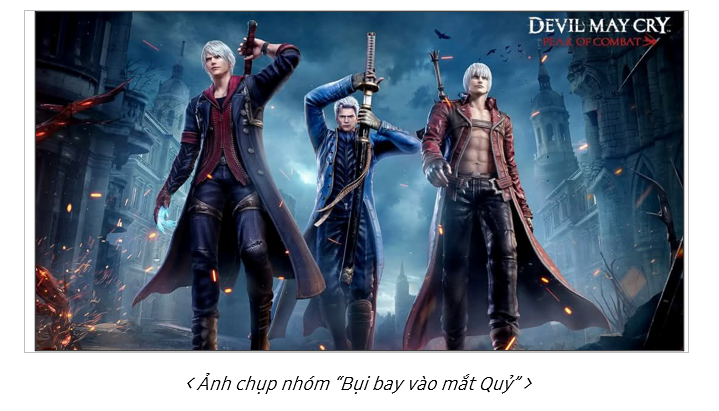 DEVIL MAY CRY
PEAK OF COMBAT
< Ảnh chụp nhóm “Bụi bay vào mắt Quỷ” >